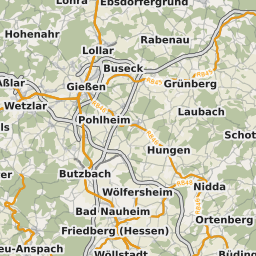 Lohra
Ebsdorfergrund
Hohenahr
Rabenau
Lollar
Buseck
Aßlar
Gießen
Grünberg
Wetzlar
Laubach
Pohlheim
Schot
ls
Hungen
Butzbach
Wölfersheim
Nidda
Bad Nauheim
Ortenberg
Friedberg (Hessen)
eu-Anspach
Wöllstadt
Büding